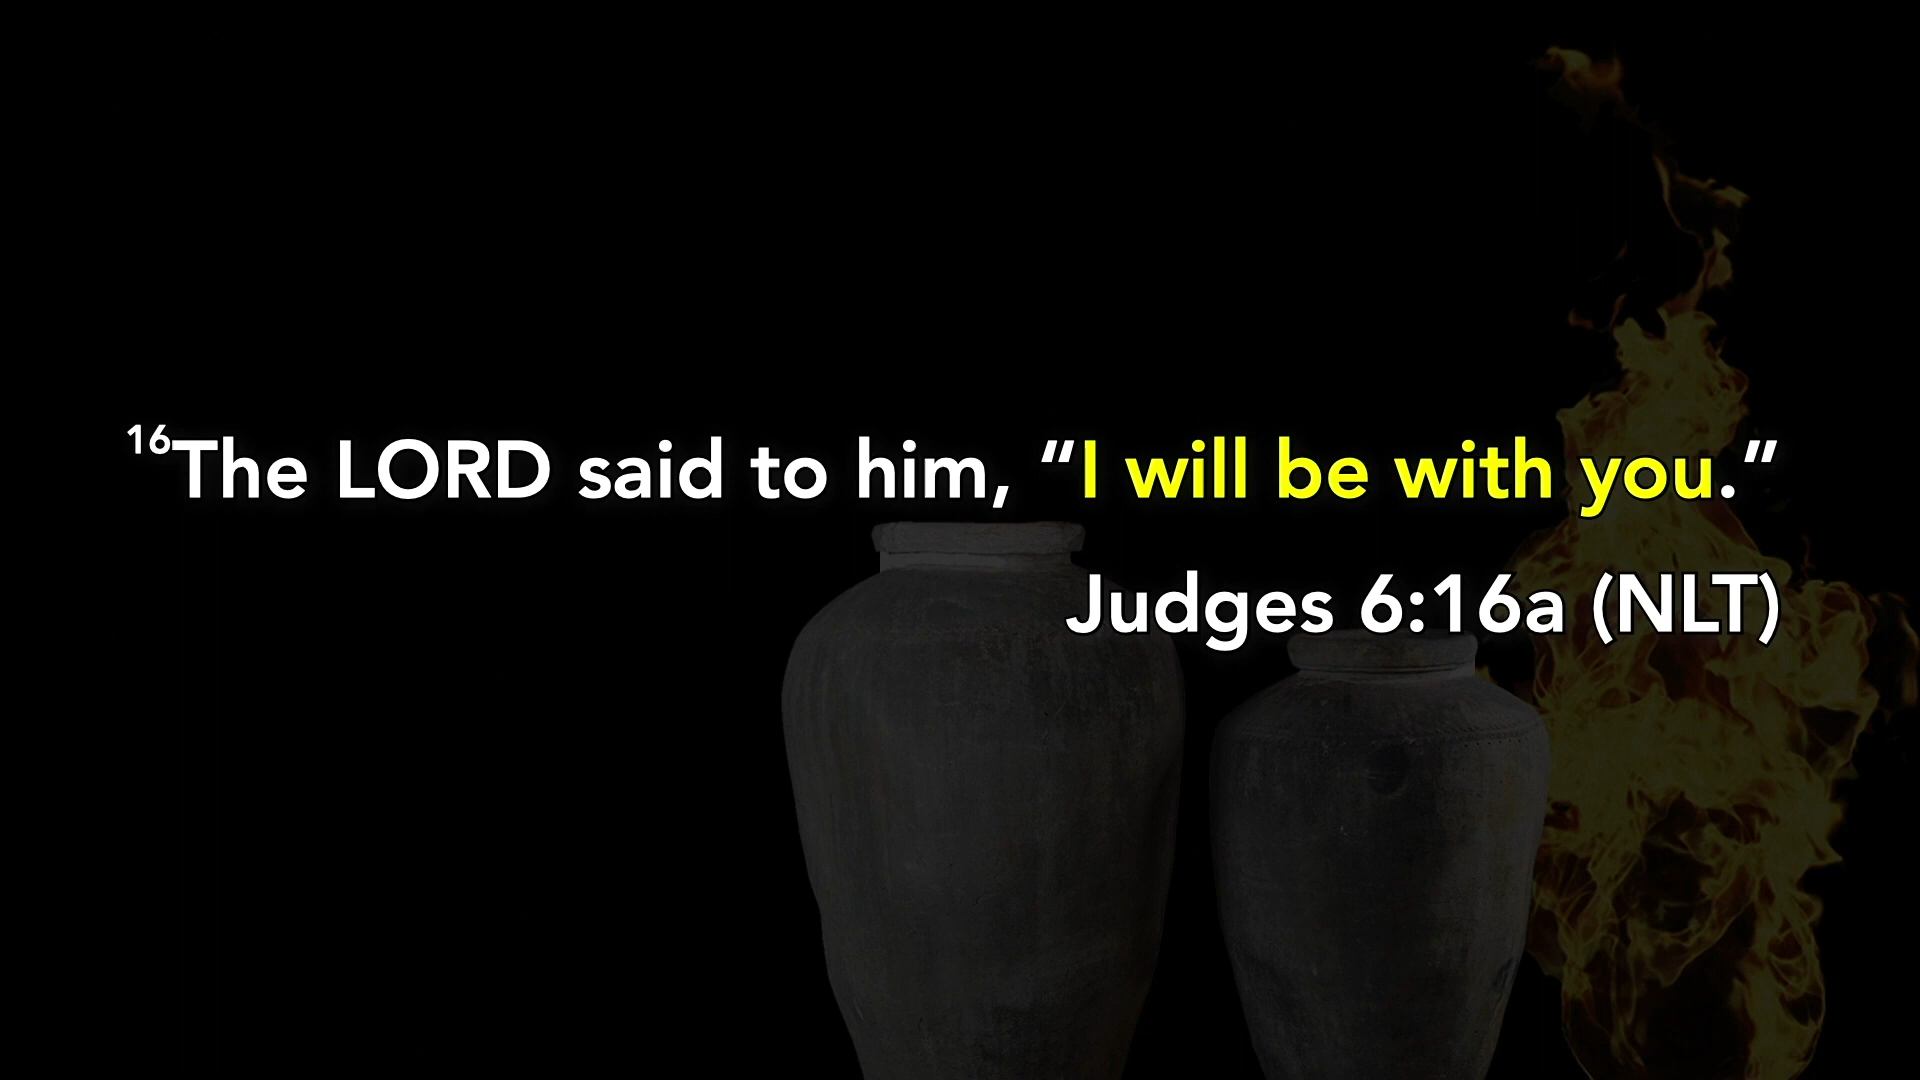 ¹⁶The LORD said to him, “I will be with you.”
Judges 6:16a (NLT)